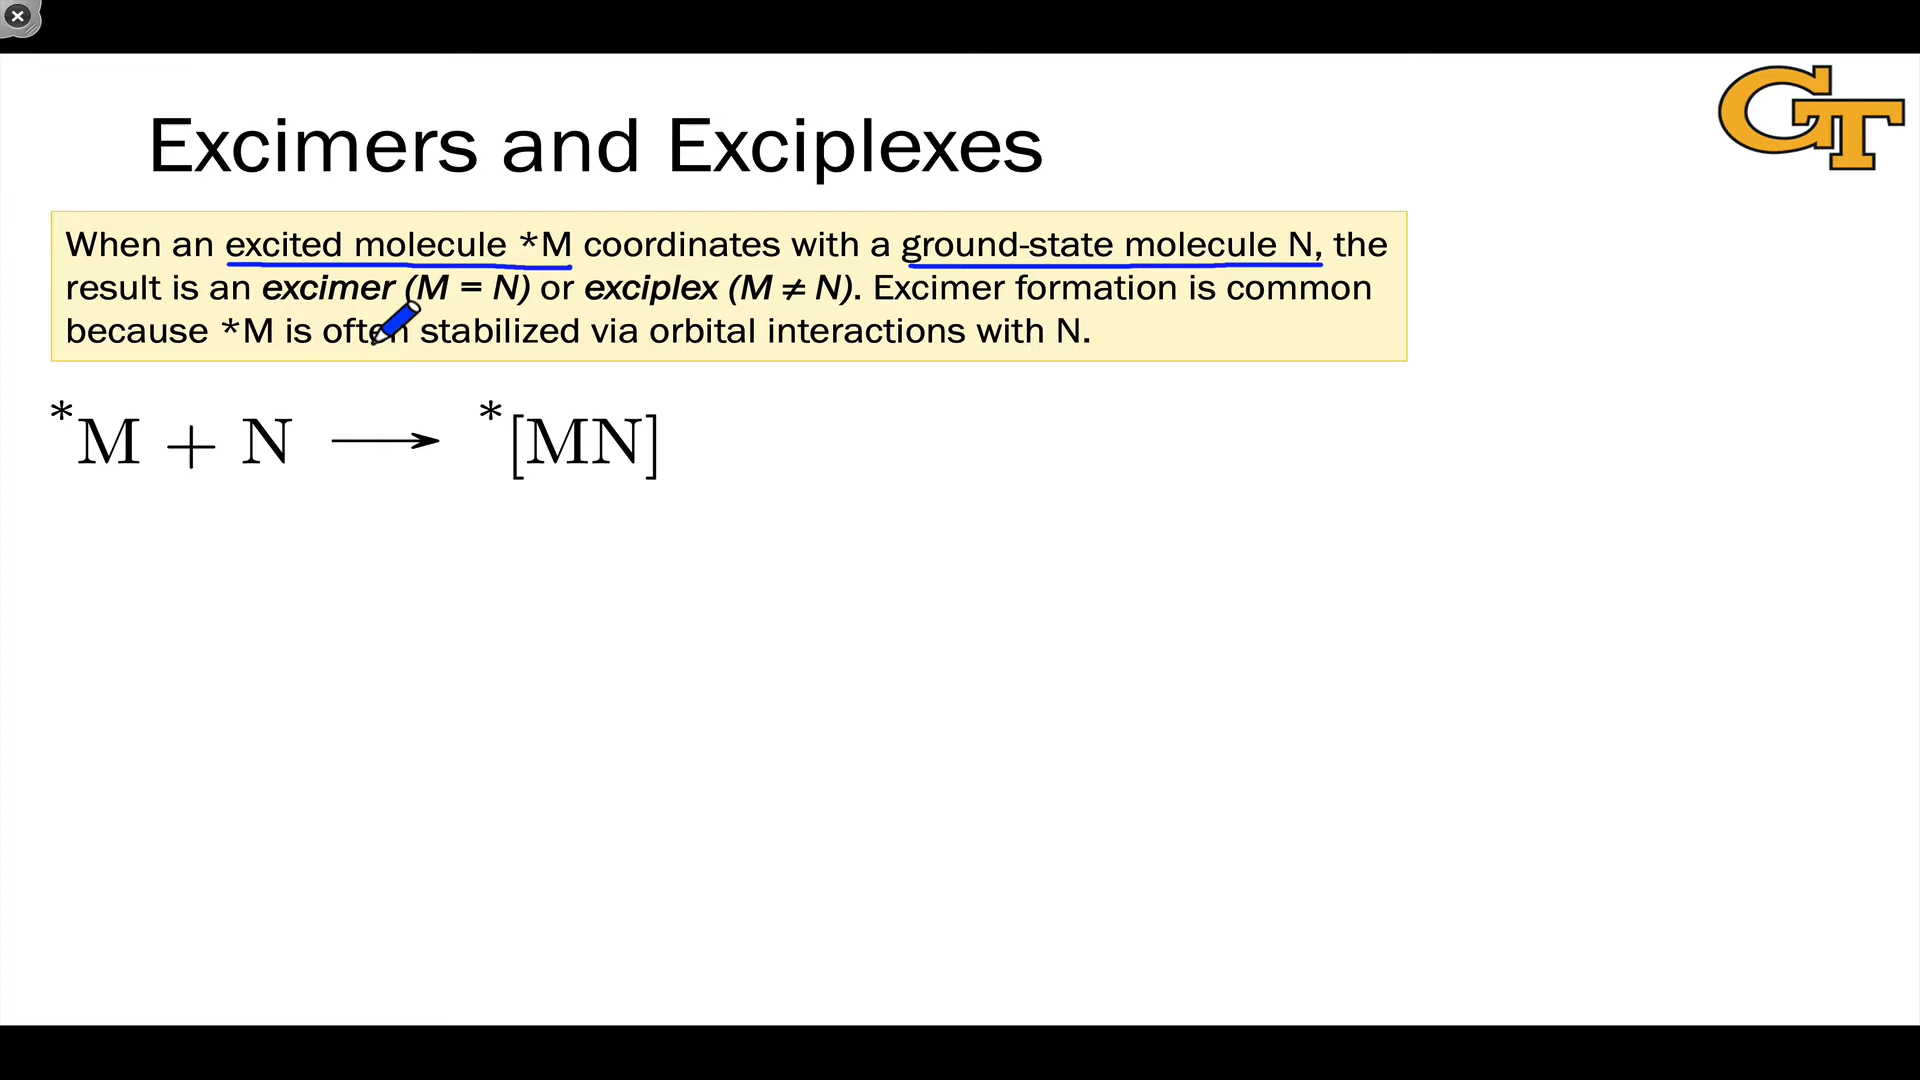 GT
Excimers and Exciplexes
When an excited molecule *M coordinates with a ground-state molecule N, the
result is an excimer (M = N) or exciplex (M ≠ N). Excimer formation is common
because *M is often stabilized via orbital interactions with N.
*M + N ⟶ *[MN]